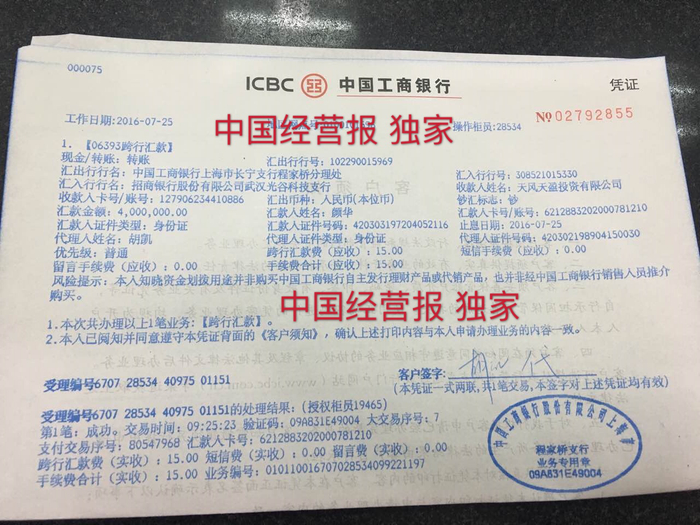 000075
ICBC 中国工商银行
凭证
工作日期:2016-07-25
操作柜员:28534
No 02792855
中国经营报 独家
1.【06393跨行汇款】
现金/转账: 转账 汇出行行号: 102290015969
汇出行行名: 中国工商银行上海市长宁支行程家桥分理处 汇入行行号: 308521015330
汇入行行名: 招商银行股份有限公司武汉光谷科技支行 收款人姓名: 天风天盈投资有限公司
收款人卡号/账号: 127906234410886 汇出币种: 人民币(本位币) 钞汇标志: 钞
汇款金额: 4,000,000.00 汇款人姓名: 颜华 汇款人卡号/账号: 6212883202000781210
汇款人证件类型: 身份证 汇款人证件号码: 420303197204052116 止息日期: 2016-07-25
代理人姓名: 胡凯 代理人证件类型: 身份证 代理人证件号码: 420302198904150030
优先级: 普通 跨行汇款费(应收): 15.00 短信手续费(应收): 0.00
留言手续费(应收): 0.00 手续费合计(应收): 15.00
风险提示: 本人知晓资金划拨用途并非购买中国工商银行自主发行理财产品或代销产品，也并非经中国工商银行销售人员推介
购买。
中国经营报 独家
1.本次共办理以上1笔业务:【跨行汇款】
2.本人已阅知并同意遵守本凭证背面的《客户须知》，确认上述打印内容与本人申请办理业务的内容一致。
受理编号6707 28534 40975 01151
客户签字:
(本凭证一式两联,共1笔交易,本签字对上述凭证均有效)
受理编号6707 28534 40975 01151的处理结果: (授权柜员19465)
第1笔: 成功。交易时间: 09:25:23 验证码: 09A831E49004 大交易序号: 7
支付交易序号: 80547968 汇款人卡号: 6212883202000781210
跨行汇款费(实收): 15.00 短信费(实收): 0.00 留言费(实收): 0.00
手续费合计(实收): 15.00 业务编号: 010110016707028534099221197
中国工商银行股份有限公司上海市
程家桥支行
业务专用章
09A831E49004